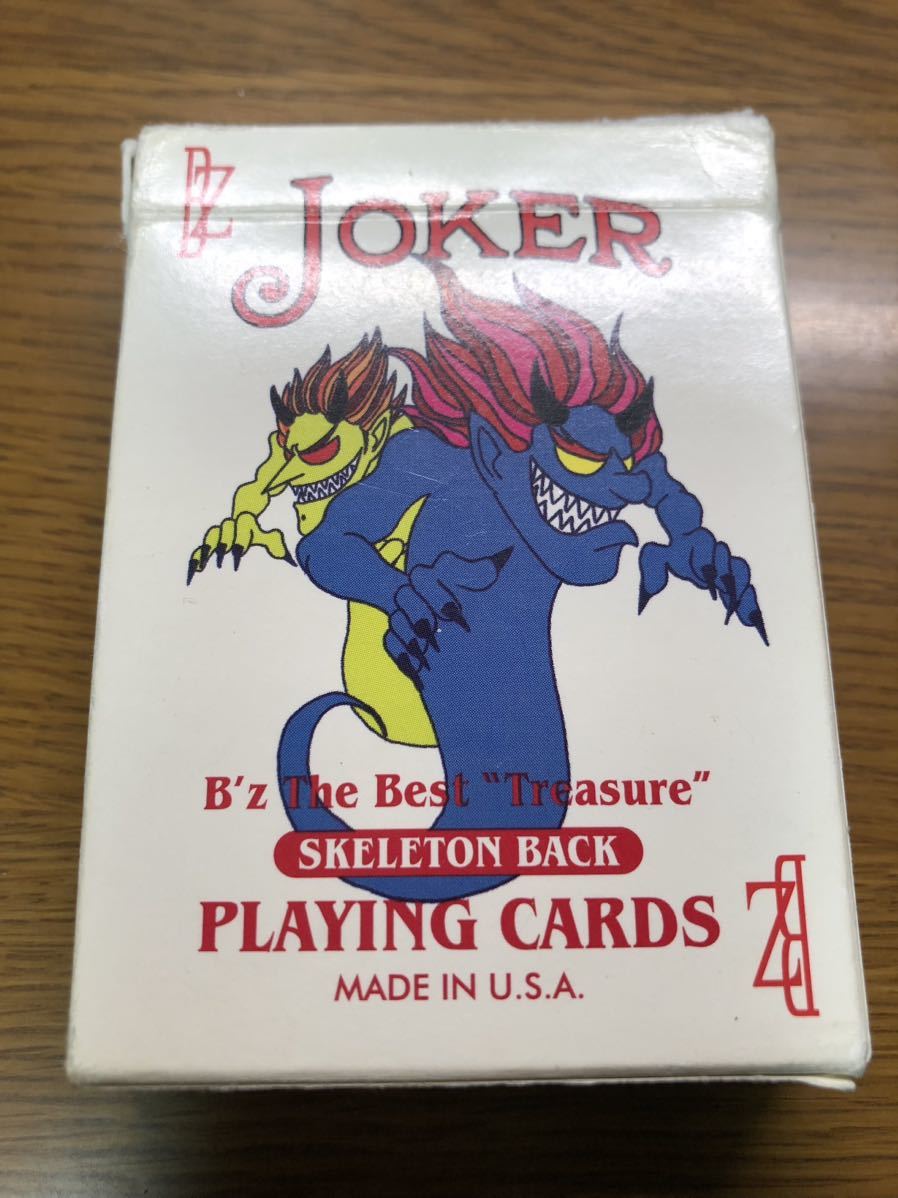 B'z
JOKER
B'z The Best "Treasure"
SKELETON BACK
PLAYING CARDS
MADE IN U.S.A.
B'z